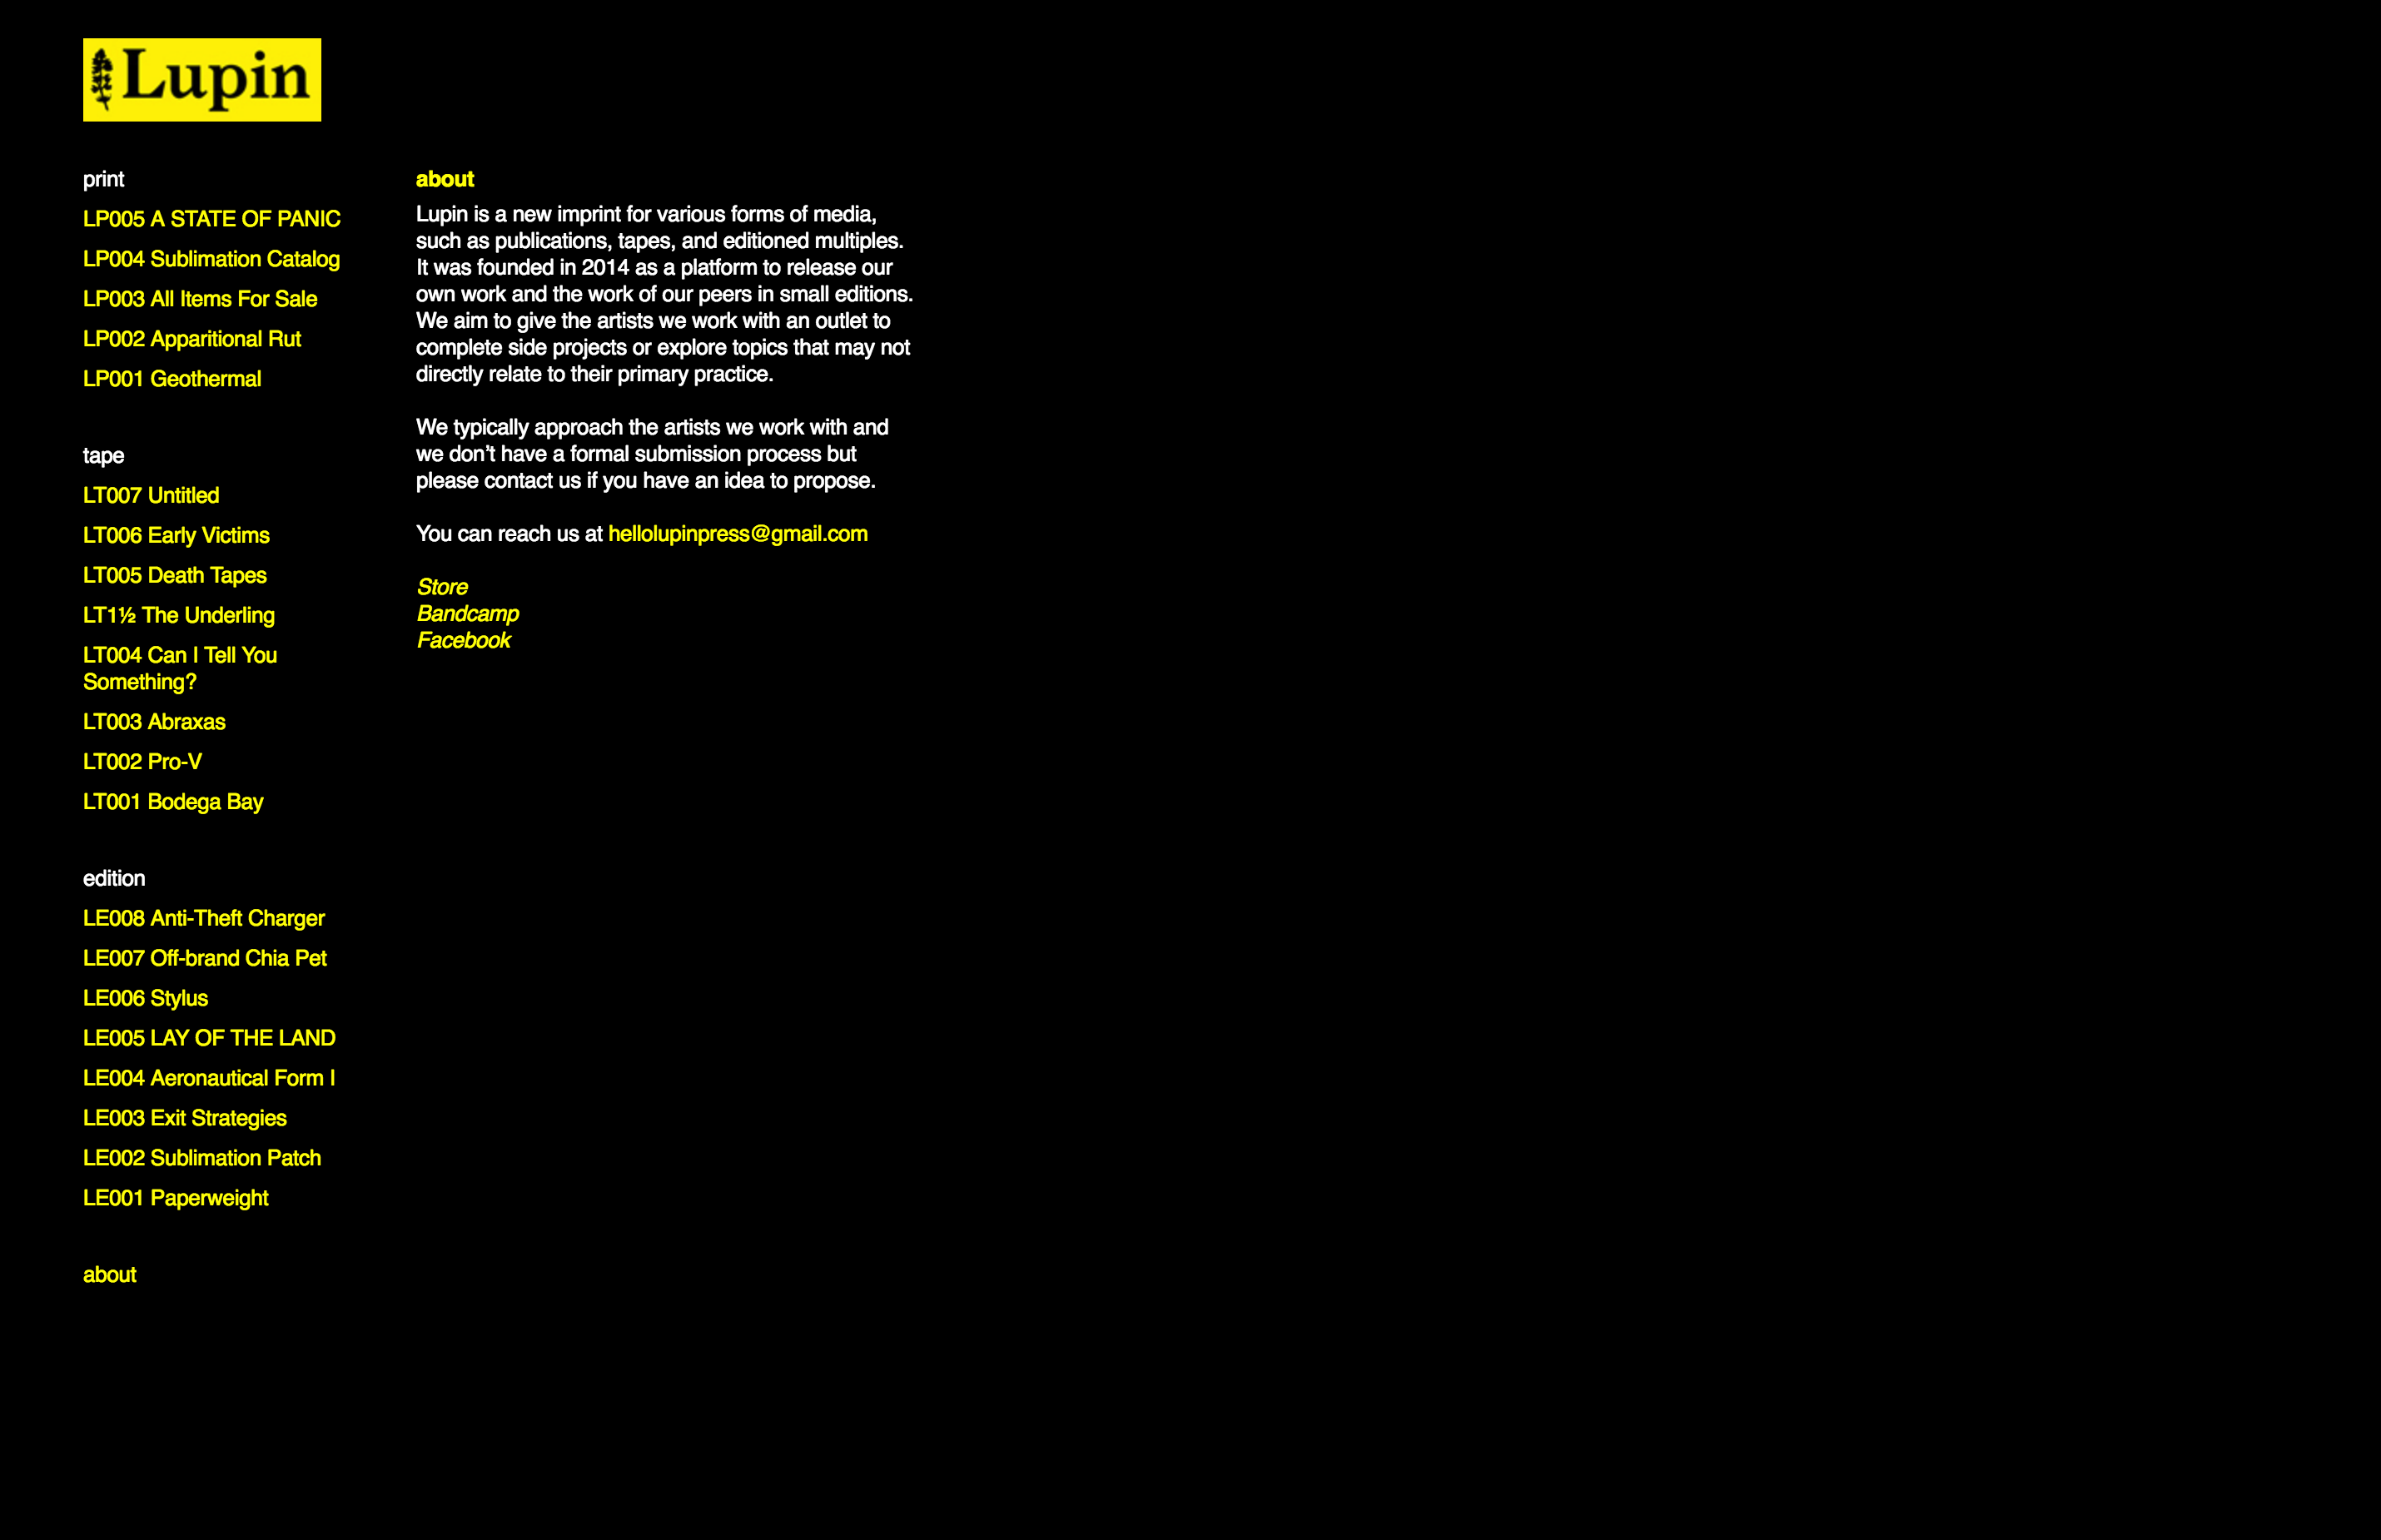 Lupin
print
LP005 A STATE OF PANIC
LP004 Sublimation Catalog
LP003 All Items For Sale
LP002 Apparitional Rut
LP001 Geothermal
tape
LT007 Untitled
LT006 Early Victims
LT005 Death Tapes
LT1½ The Underling
LT004 Can I Tell You
Something?
LT003 Abraxas
LT002 Pro-V
LT001 Bodega Bay
edition
LE008 Anti-Theft Charger
LE007 Off-brand Chia Pet
LE006 Stylus
LE005 LAY OF THE LAND
LE004 Aeronautical Form I
LE003 Exit Strategies
LE002 Sublimation Patch
LE001 Paperweight
about
about
Lupin is a new imprint for various forms of media,
such as publications, tapes, and editioned multiples.
It was founded in 2014 as a platform to release our
own work and the work of our peers in small editions.
We aim to give the artists we work with an outlet to
complete side projects or explore topics that may not
directly relate to their primary practice.
We typically approach the artists we work with and
we don’t have a formal submission process but
please contact us if you have an idea to propose.
You can reach us at hellolupinpress@gmail.com
Store
Bandcamp
Facebook